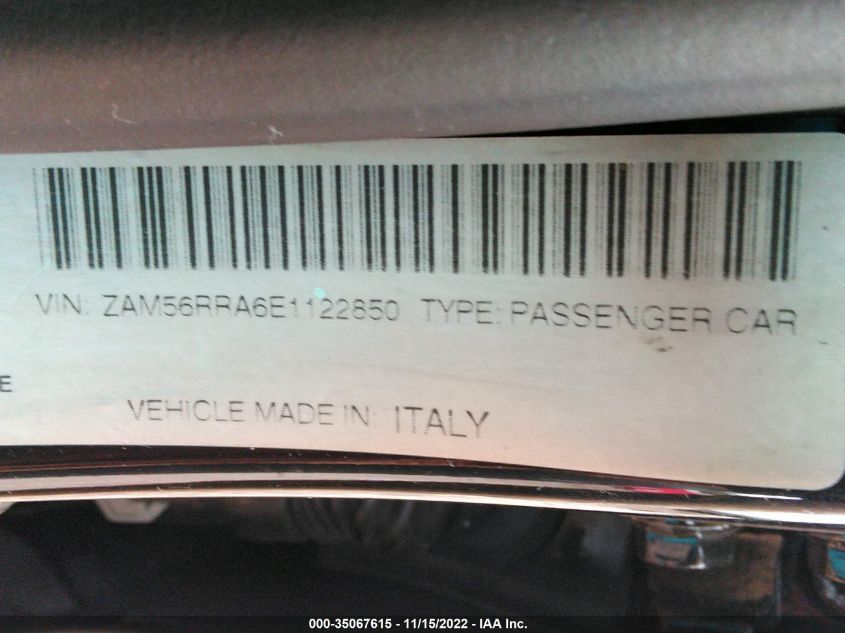 VIN: ZAM56RRA6E1122850 TYPE: PASSENGER CAR
E
VEHICLE MADE IN: ITALY
000-35067615 - 11/15/2022 - IAA Inc.